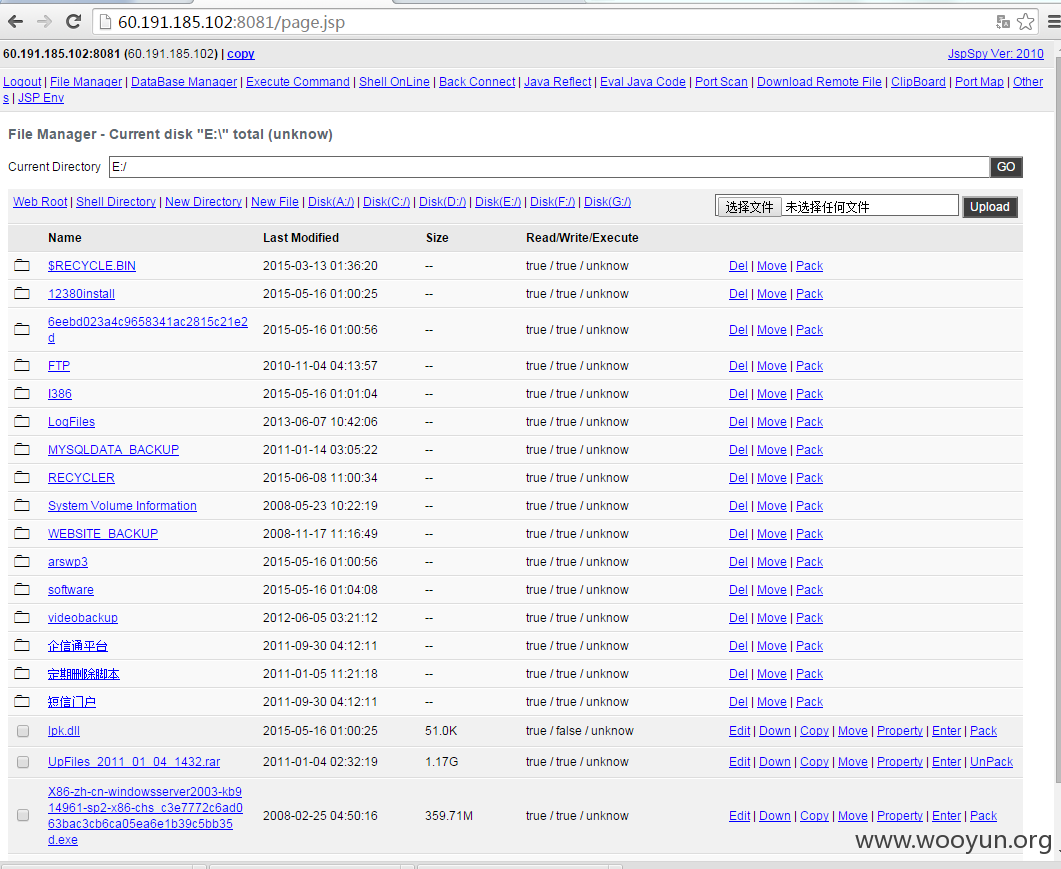 60.191.185.102:8081/page.jsp
60.191.185.102:8081 (60.191.185.102) | copy JspSpy Ver: 2010
Logout | File Manager | DataBase Manager | Execute Command | Shell OnLine | Back Connect | Java Reflect | Eval Java Code | Port Scan | Download Remote File | ClipBoard | Port Map | Other
s | JSP Env
File Manager - Current disk "E:\" total (unknow)
Current Directory E:/ GO
Web Root | Shell Directory | New Directory | New File | Disk(A:/) | Disk(C:/) | Disk(D:/) | Disk(E:/) | Disk(F:/) | Disk(G:/) 选择文件 未选择任何文件 Upload
Name Last Modified Size Read/Write/Execute
$RECYCLE.BIN 2015-03-13 01:36:20 -- true / true / unknow Del | Move | Pack
12380install 2015-05-16 01:00:25 -- true / true / unknow Del | Move | Pack
6eebd023a4c9658341ac2815c21e2
d 2015-05-16 01:00:56 -- true / true / unknow Del | Move | Pack
FTP 2010-11-04 04:13:57 -- true / true / unknow Del | Move | Pack
I386 2015-05-16 01:01:04 -- true / true / unknow Del | Move | Pack
LogFiles 2013-06-07 10:42:06 -- true / true / unknow Del | Move | Pack
MYSQLDATA_BACKUP 2011-01-14 03:05:22 -- true / true / unknow Del | Move | Pack
RECYCLER 2015-06-08 11:00:34 -- true / true / unknow Del | Move | Pack
System Volume Information 2008-05-23 10:22:19 -- true / true / unknow Del | Move | Pack
WEBSITE_BACKUP 2008-11-17 11:16:49 -- true / true / unknow Del | Move | Pack
arswp3 2015-05-16 01:00:56 -- true / true / unknow Del | Move | Pack
software 2015-05-16 01:04:08 -- true / true / unknow Del | Move | Pack
videobackup 2012-06-05 03:21:12 -- true / true / unknow Del | Move | Pack
企信通平台 2011-09-30 04:12:11 -- true / true / unknow Del | Move | Pack
定期删除脚本 2011-01-05 11:21:18 -- true / true / unknow Del | Move | Pack
短信门户 2011-09-30 04:12:11 -- true / true / unknow Del | Move | Pack
lpk.dll 2015-05-16 01:00:25 51.0K true / false / unknow Edit | Down | Copy | Move | Property | Enter | Pack
UpFiles_2011_01_04_1432.rar 2011-01-04 02:32:19 1.17G true / true / unknow Edit | Down | Copy | Move | Property | Enter | UnPack
X86-zh-cn-windowsserver2003-kb9
14961-sp2-x86-chs_c3e7772c6ad0
63bac3cb6ca05ea6e1b39c5bb35
d.exe 2008-02-25 04:50:16 359.71M true / true / unknow Edit | Down | Copy | Move | Property | Enter | Pack
www.wooyun.org